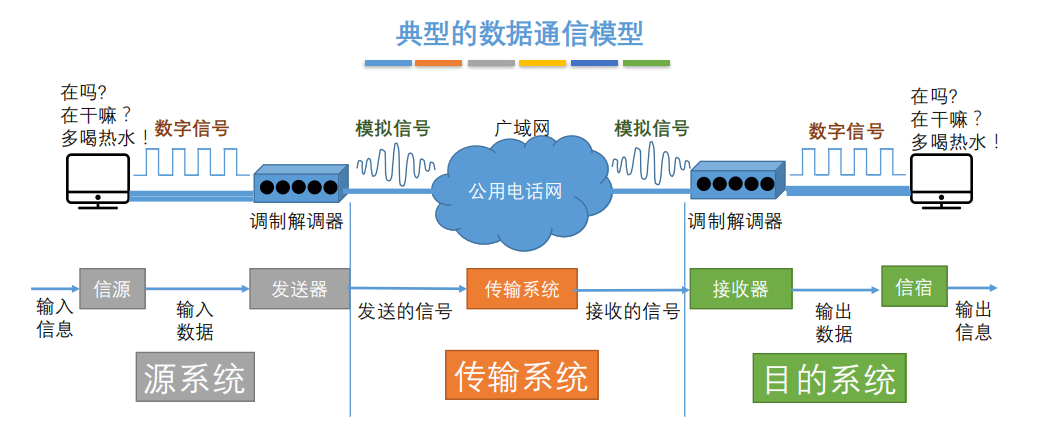 典型的数据通信模型
在吗?
在干嘛？
多喝热水！
数字信号
模拟信号
广域网
模拟信号
数字信号
在吗?
在干嘛？
多喝热水！
公用电话网
调制解调器
调制解调器
输入
信息
信源
输入
数据
发送器
发送的信号
传输系统
接收的信号
接收器
输出
数据
信宿
输出
信息
源系统
传输系统
目的系统